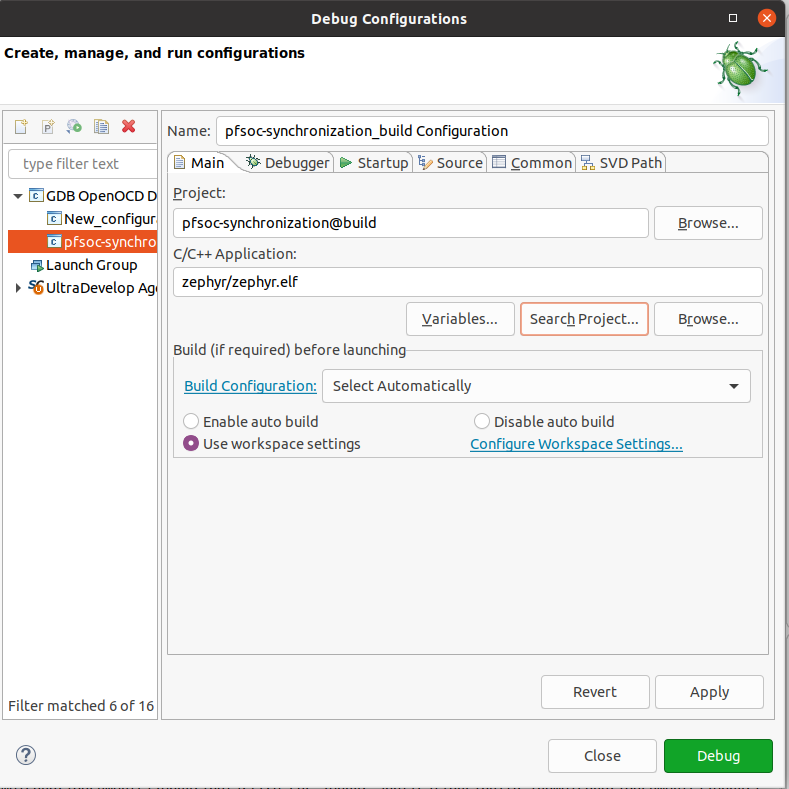 Debug Configurations
Create, manage, and run configurations
Name: pfsoc-synchronization_build Configuration
type filter text
GDB OpenOCD D
New_configura
pfsoc-synchro
Launch Group
UltraDevelop Age
Filter matched 6 of 16
Main Debugger Startup Source Common SVD Path
Project:
pfsoc-synchronization@build Browse...
C/C++ Application:
zephyr/zephyr.elf
Variables... Search Project... Browse...
Build (if required) before launching
Build Configuration: Select Automatically
Enable auto build Disable auto build
Use workspace settings Configure Workspace Settings...
Revert Apply
Close Debug